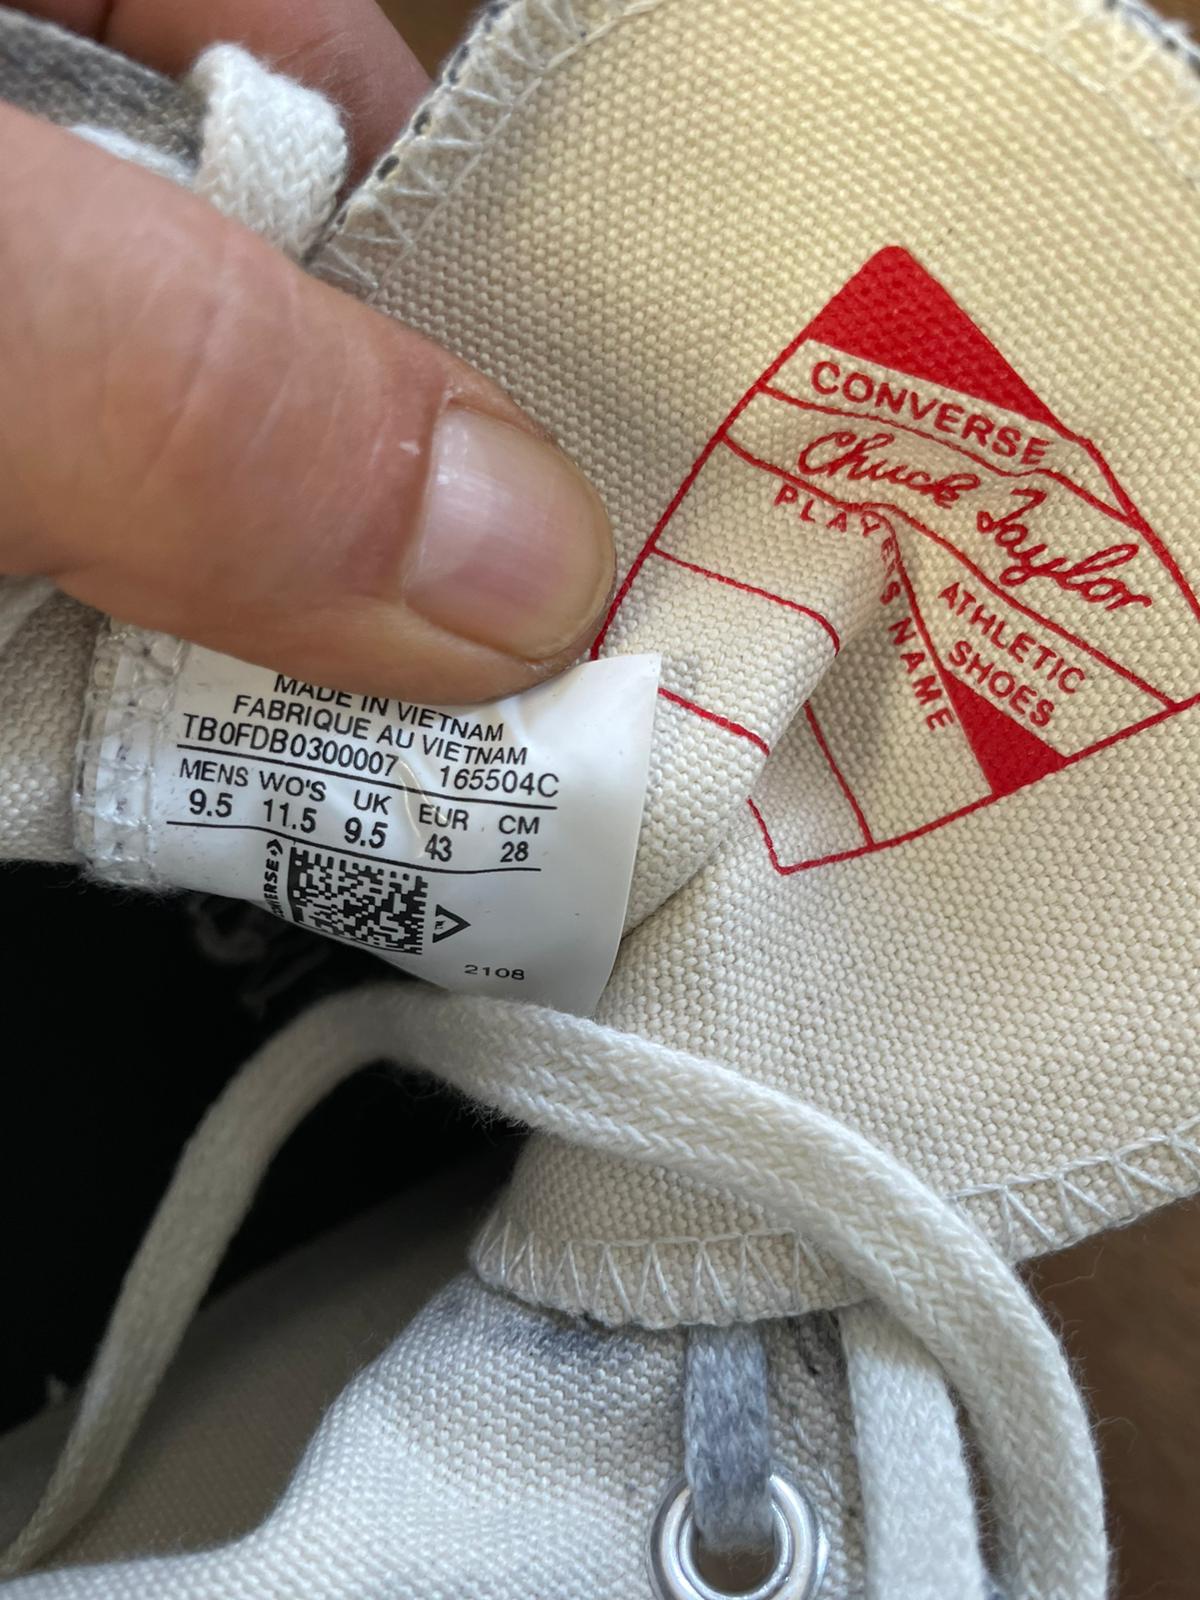 CONVERSE
Chuck Taylor
PLAYER'S NAME
ATHLETIC
SHOES
MADE IN VIETNAM
FABRIQUE AU VIETNAM
TB0FDB0300007 165504C
MENS WO'S UK EUR CM
9.5 11.5 9.5 43 28
CONVERSE
2108